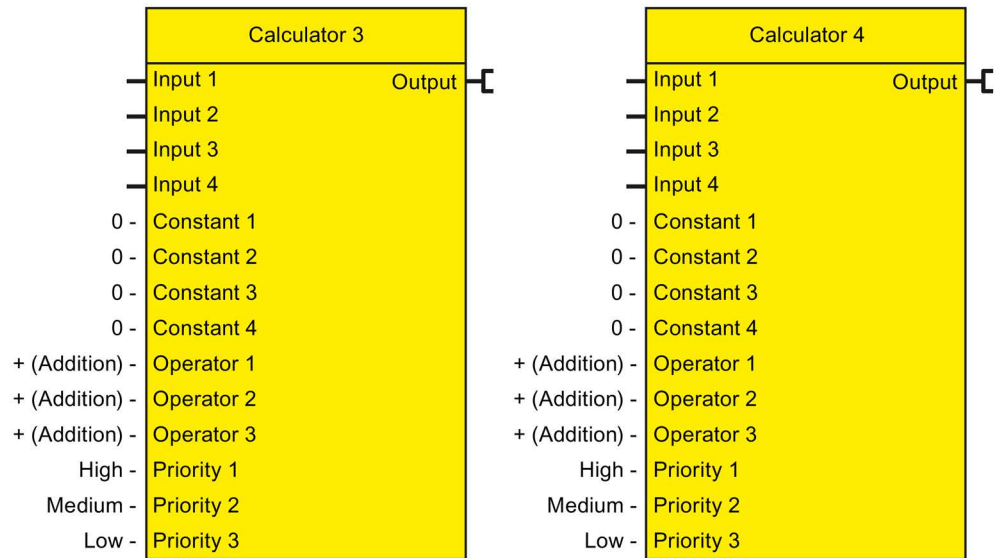 Calculator 3
Input 1
Output
Input 2
Input 3
Input 4
0 - Constant 1
0 - Constant 2
0 - Constant 3
0 - Constant 4
+ (Addition) - Operator 1
+ (Addition) - Operator 2
+ (Addition) - Operator 3
High - Priority 1
Medium - Priority 2
Low - Priority 3
Calculator 4
Input 1
Output
Input 2
Input 3
Input 4
0 - Constant 1
0 - Constant 2
0 - Constant 3
0 - Constant 4
+ (Addition) - Operator 1
+ (Addition) - Operator 2
+ (Addition) - Operator 3
High - Priority 1
Medium - Priority 2
Low - Priority 3